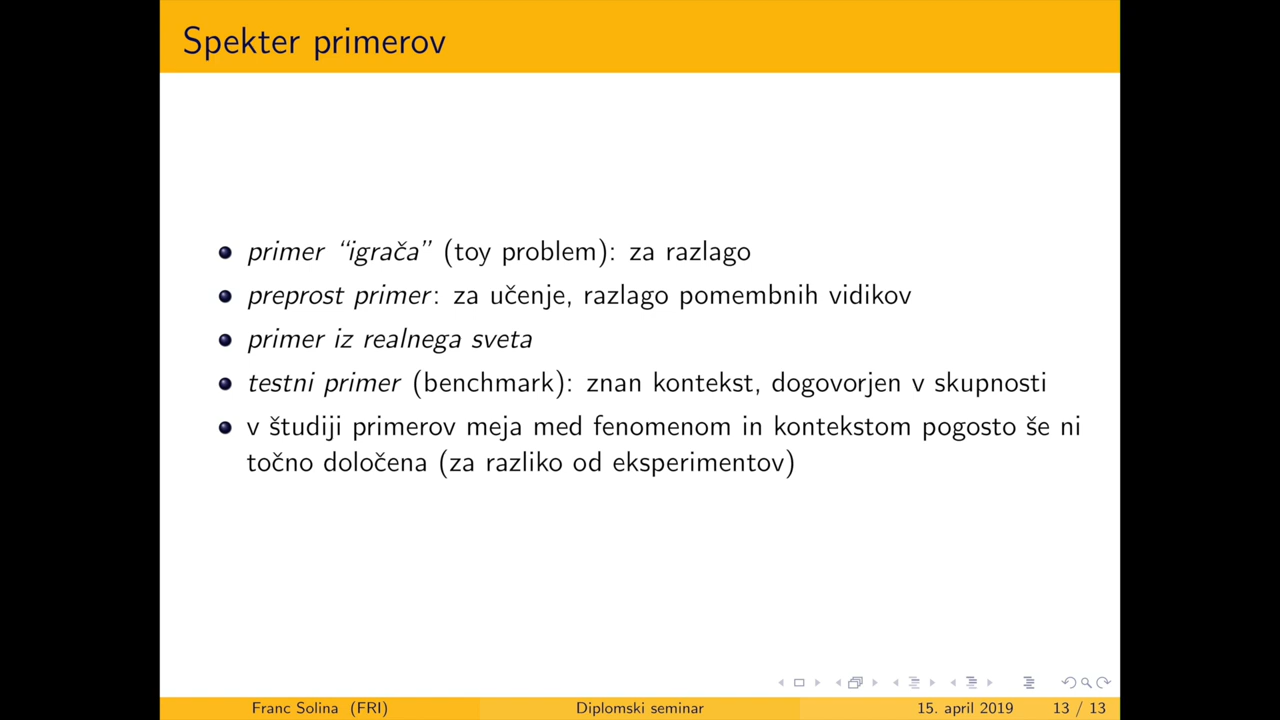 Spekter primerov
primer “igrača” (toy problem): za razlago
preprost primer: za učenje, razlago pomembnih vidikov
primer iz realnega sveta
testni primer (benchmark): znan kontekst, dogovorjen v skupnosti
v študiji primerov meja med fenomenom in kontekstom pogosto še ni
točno določena (za razliko od eksperimentov)
Franc Solina (FRI) Diplomski seminar 15. april 2019 13 / 13